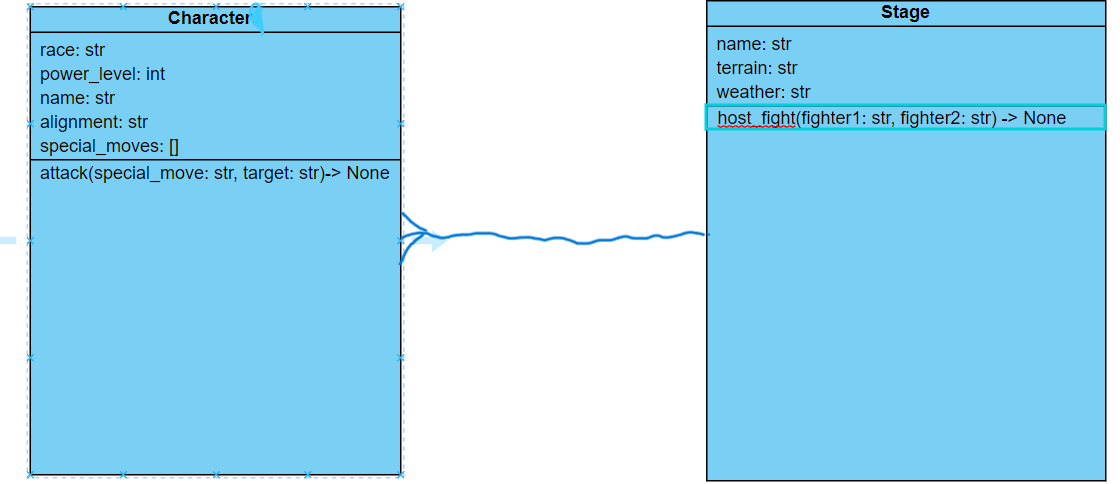 Character
race: str
power_level: int
name: str
alignment: str
special_moves: []
attack(special_move: str, target: str)-> None
Stage
name: str
terrain: str
weather: str
host_fight(fighter1: str, fighter2: str) -> None